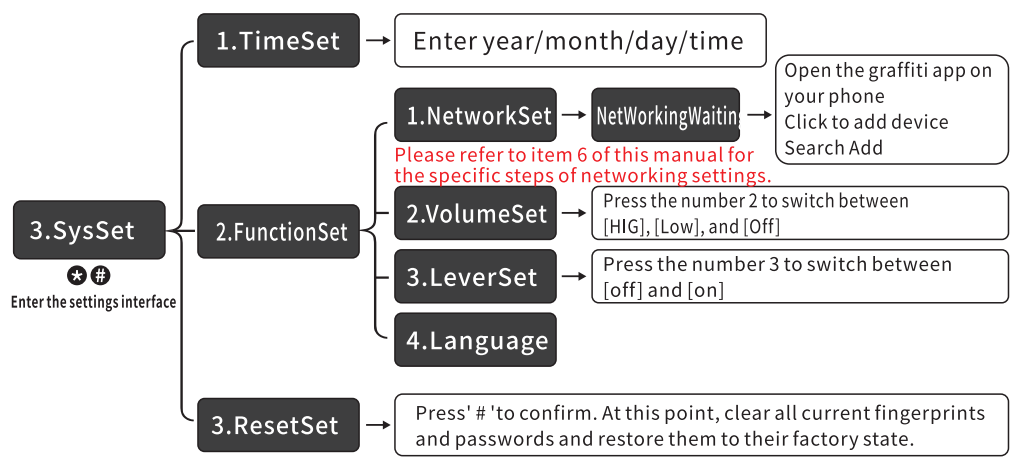 1.TimeSet
Enter year/month/day/time
Open the graffiti app on
your phone
Click to add device
Search Add
1.NetworkSet
NetWorkingWaiting
Please refer to item 6 of this manual for
the specific steps of networking settings.
3.SysSet
* #
Enter the settings interface
2.FunctionSet
2.VolumeSet
Press the number 2 to switch between
[HIG], [Low], and [Off]
3.LeverSet
Press the number 3 to switch between
[off] and [on]
4.Language
3.ResetSet
Press' # 'to confirm. At this point, clear all current fingerprints
and passwords and restore them to their factory state.